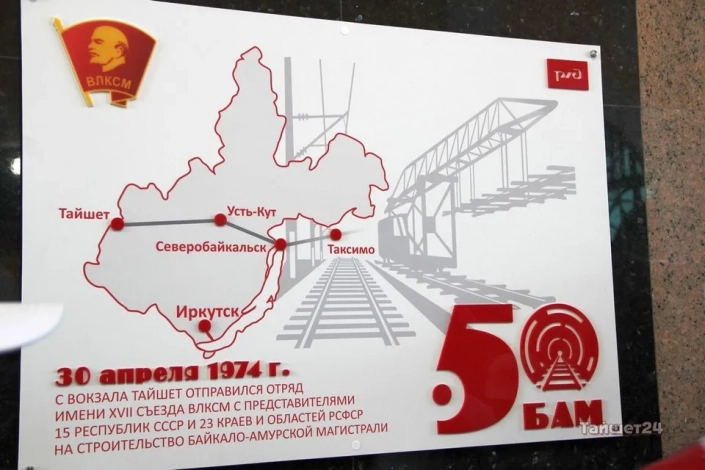 ВЛКСМ
ржд
Тайшет
Усть-Кут
Северобайкальск
Таксимо
Иркутск
30 апреля 1974 г.
С ВОКЗАЛА ТАЙШЕТ ОТПРАВИЛСЯ ОТРЯД
ИМЕНИ XVII СЪЕЗДА ВЛКСМ С ПРЕДСТАВИТЕЛЯМИ
15 РЕСПУБЛИК СССР И 23 КРАЕВ И ОБЛАСТЕЙ РСФСР
НА СТРОИТЕЛЬСТВО БАЙКАЛО-АМУРСКОЙ МАГИСТРАЛИ
50
БАМ
Тайшет24